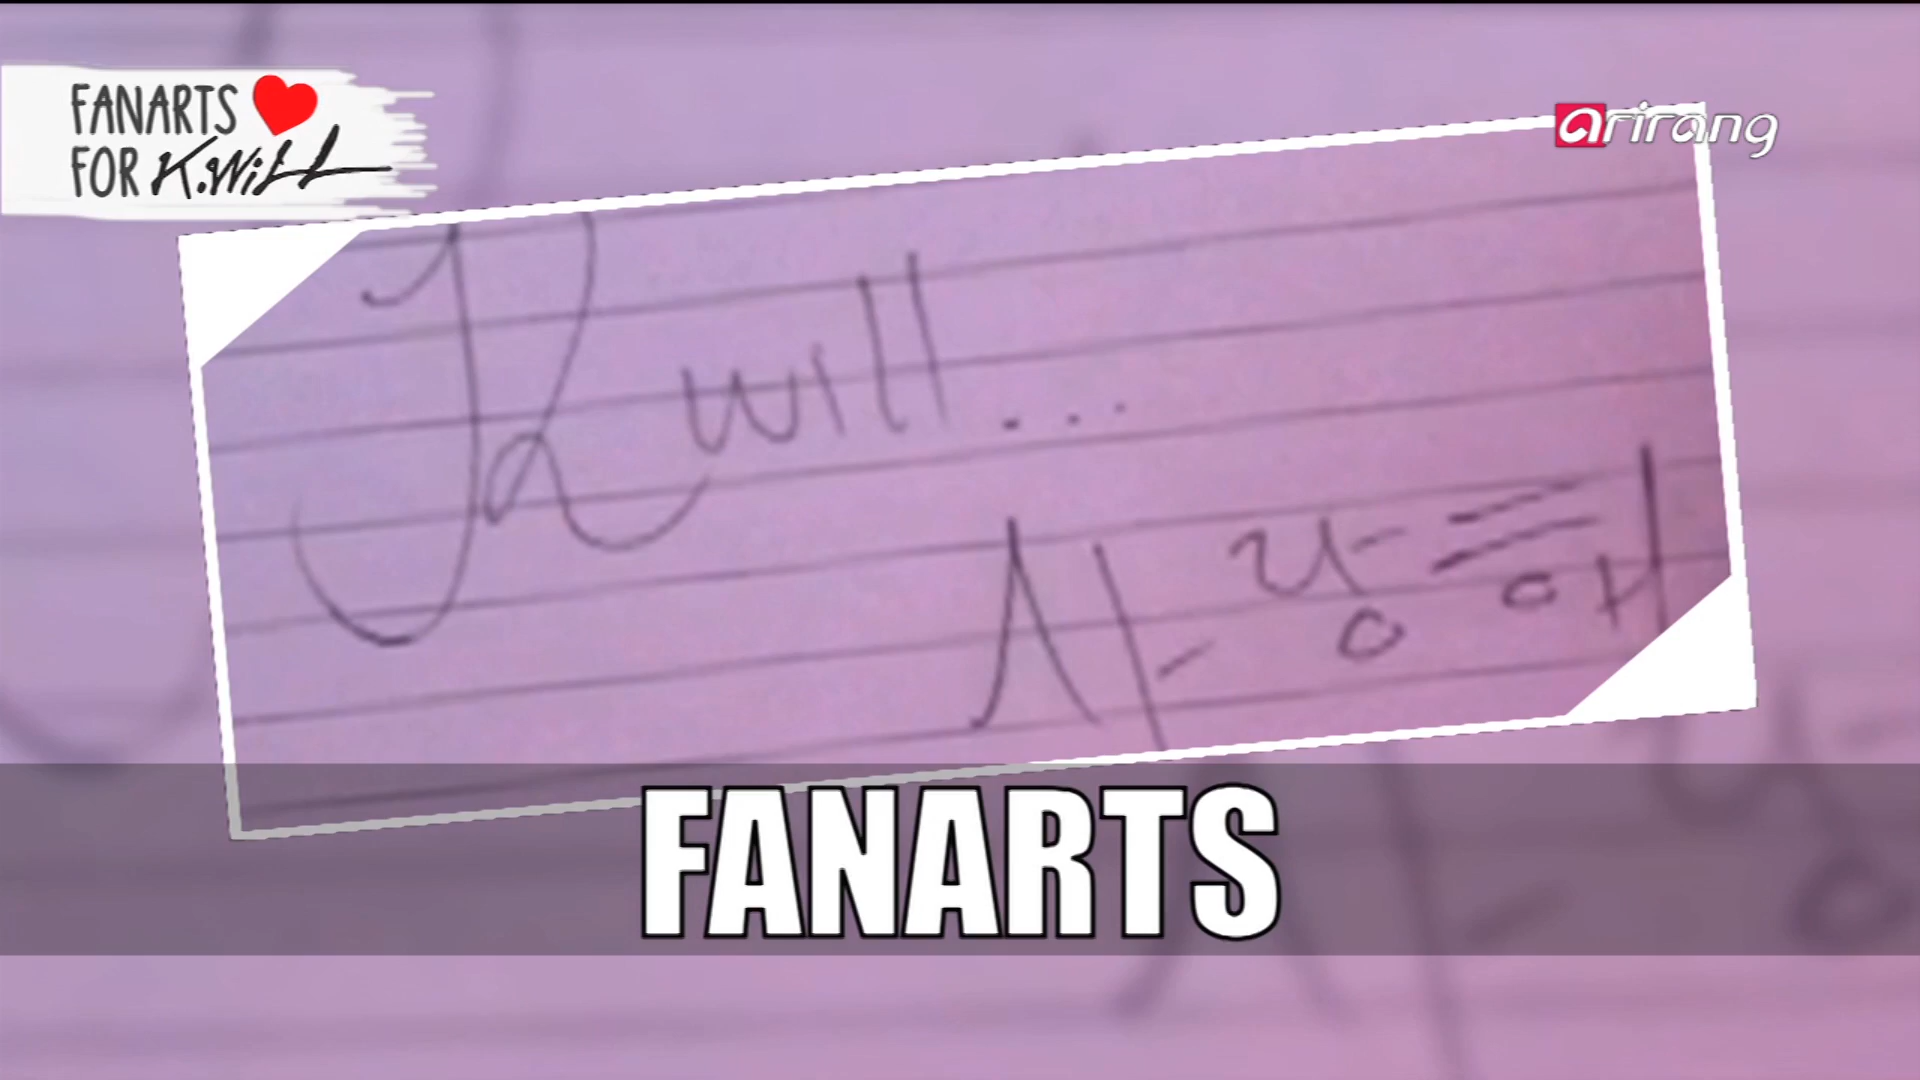 FANARTS
FOR K.Will
arirang
K will...
사랑해
FANARTS